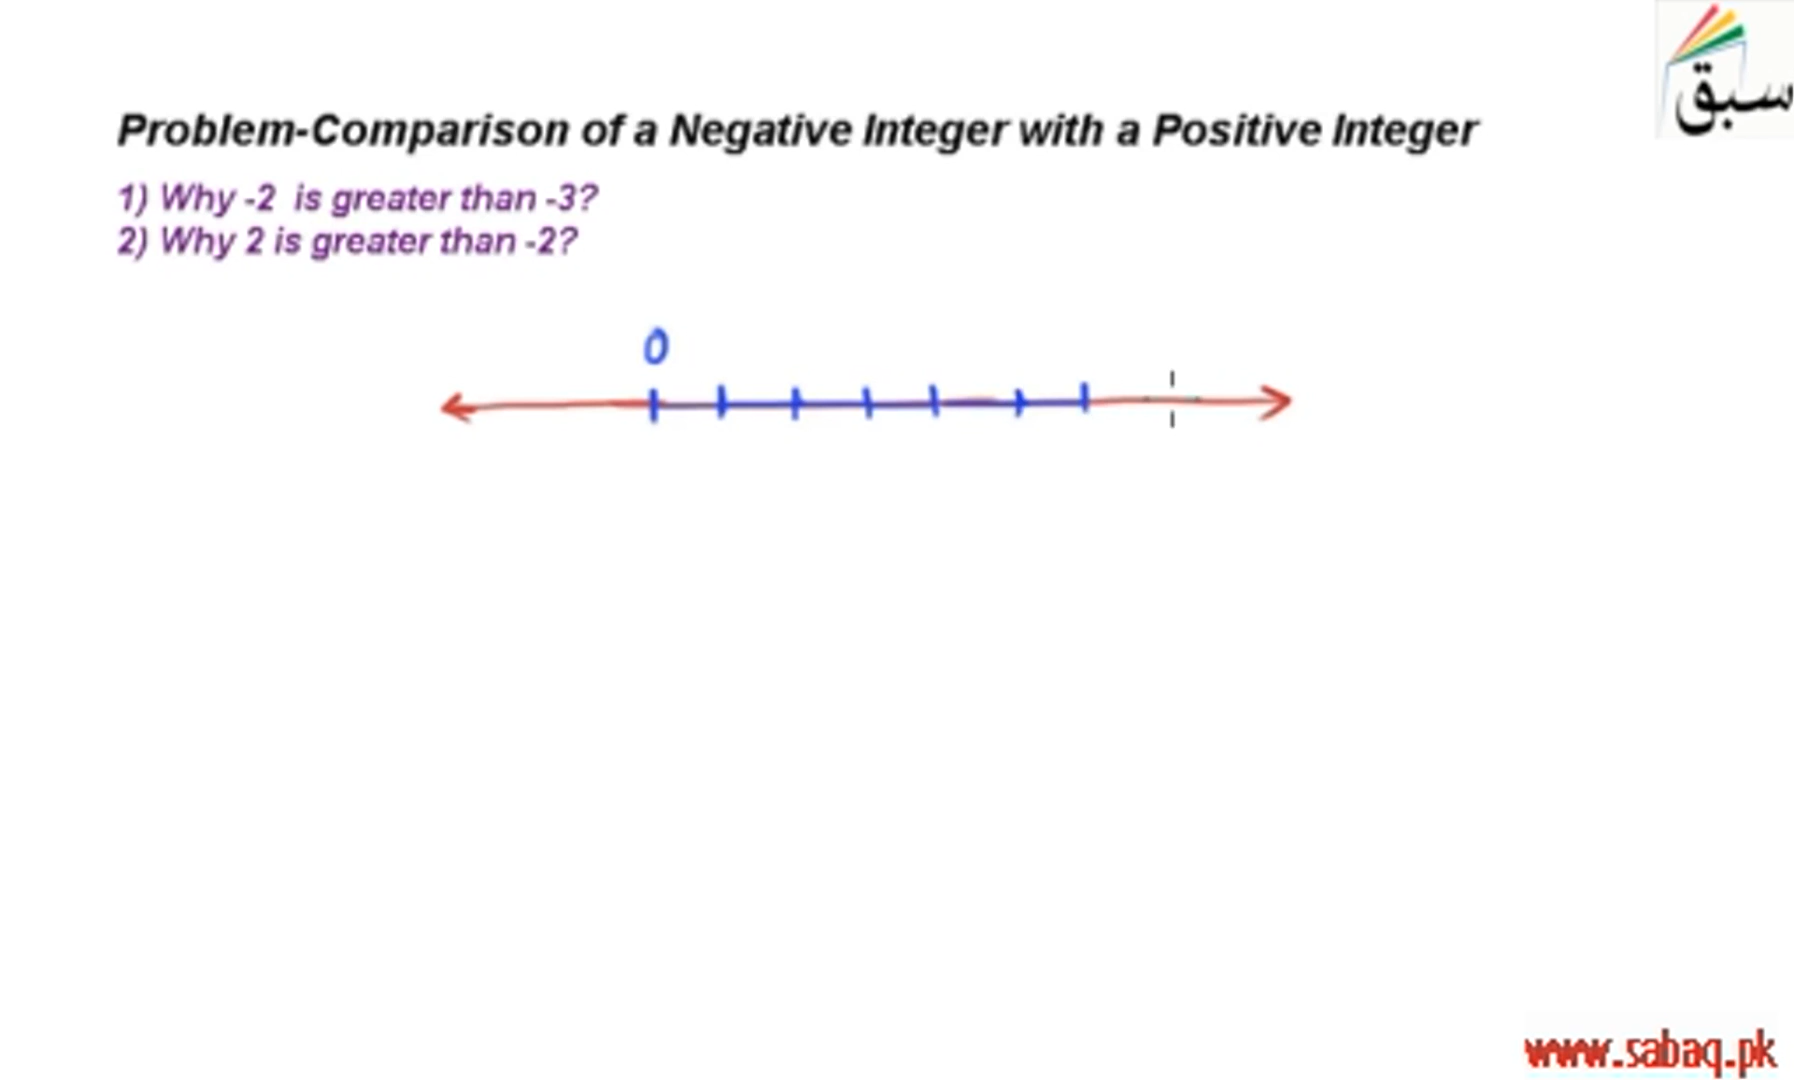 سبق
Problem-Comparison of a Negative Integer with a Positive Integer
1) Why -2 is greater than -3?
2) Why 2 is greater than -2?
0
www.sabaq.pk